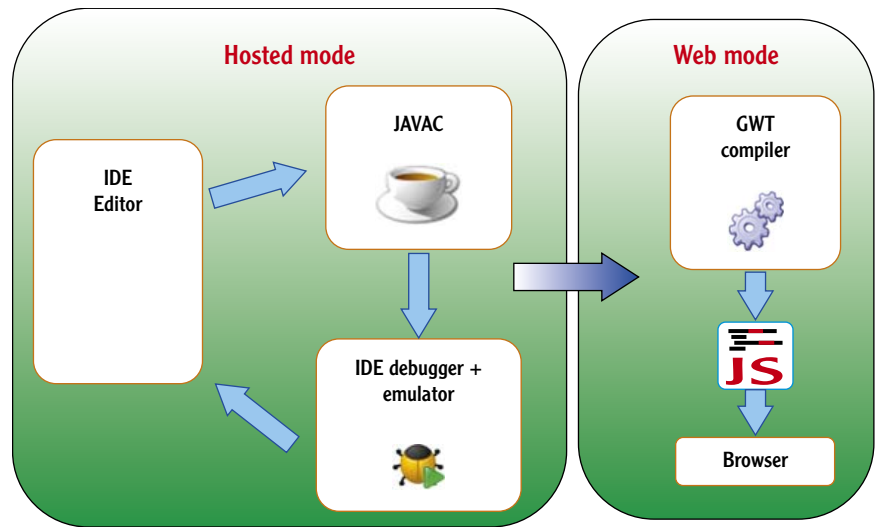 Hosted mode
IDE
Editor
JAVAC
IDE debugger +
emulator
Web mode
GWT
compiler
JS
Browser